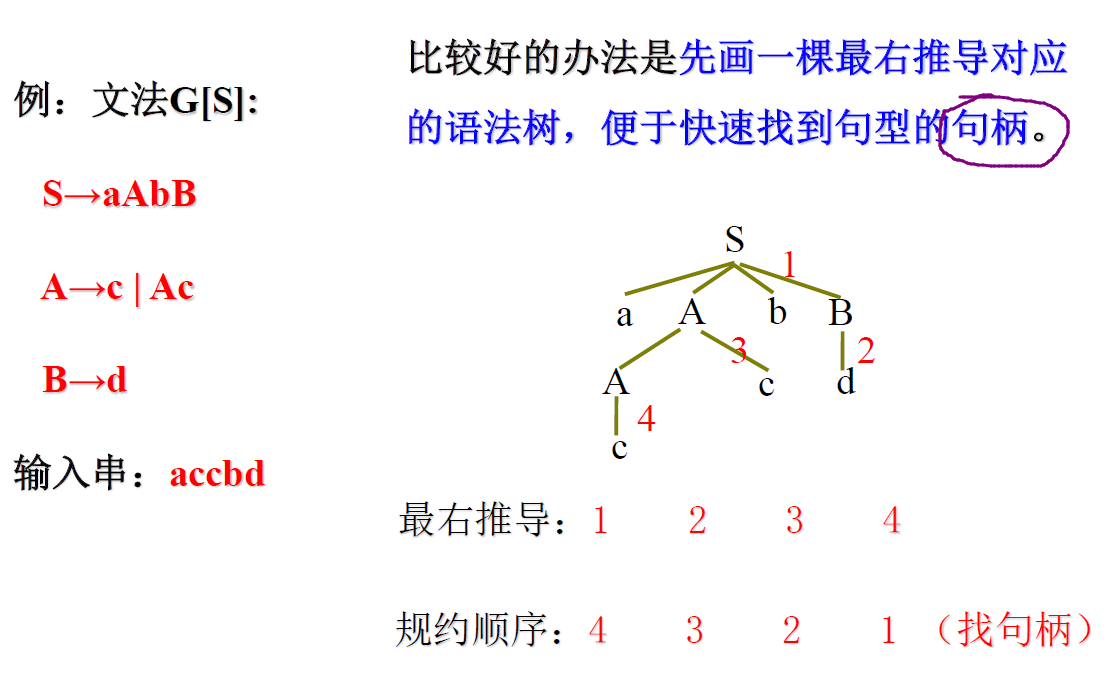 比较好的办法是先画一棵最右推导对应
的语法树，便于快速找到句型的句柄。
例：文法G[S]:
S→aAbB
A→c | Ac
B→d
输入串：accbd
S
1
a A b B
3 2
A c d
4
c
最右推导：1 2 3 4
规约顺序：4 3 2 1 （找句柄）